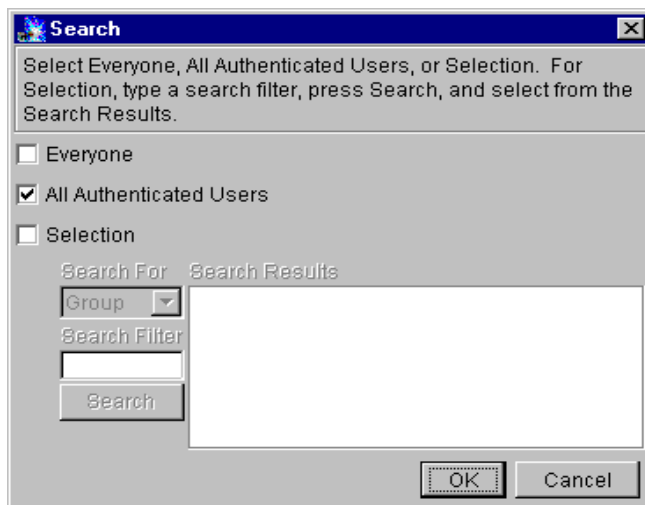 Search
Select Everyone, All Authenticated Users, or Selection. For
Selection, type a search filter, press Search, and select from the
Search Results.
Everyone
All Authenticated Users
Selection
Search For
Search Results
Group
Search Filter
Search
OK
Cancel